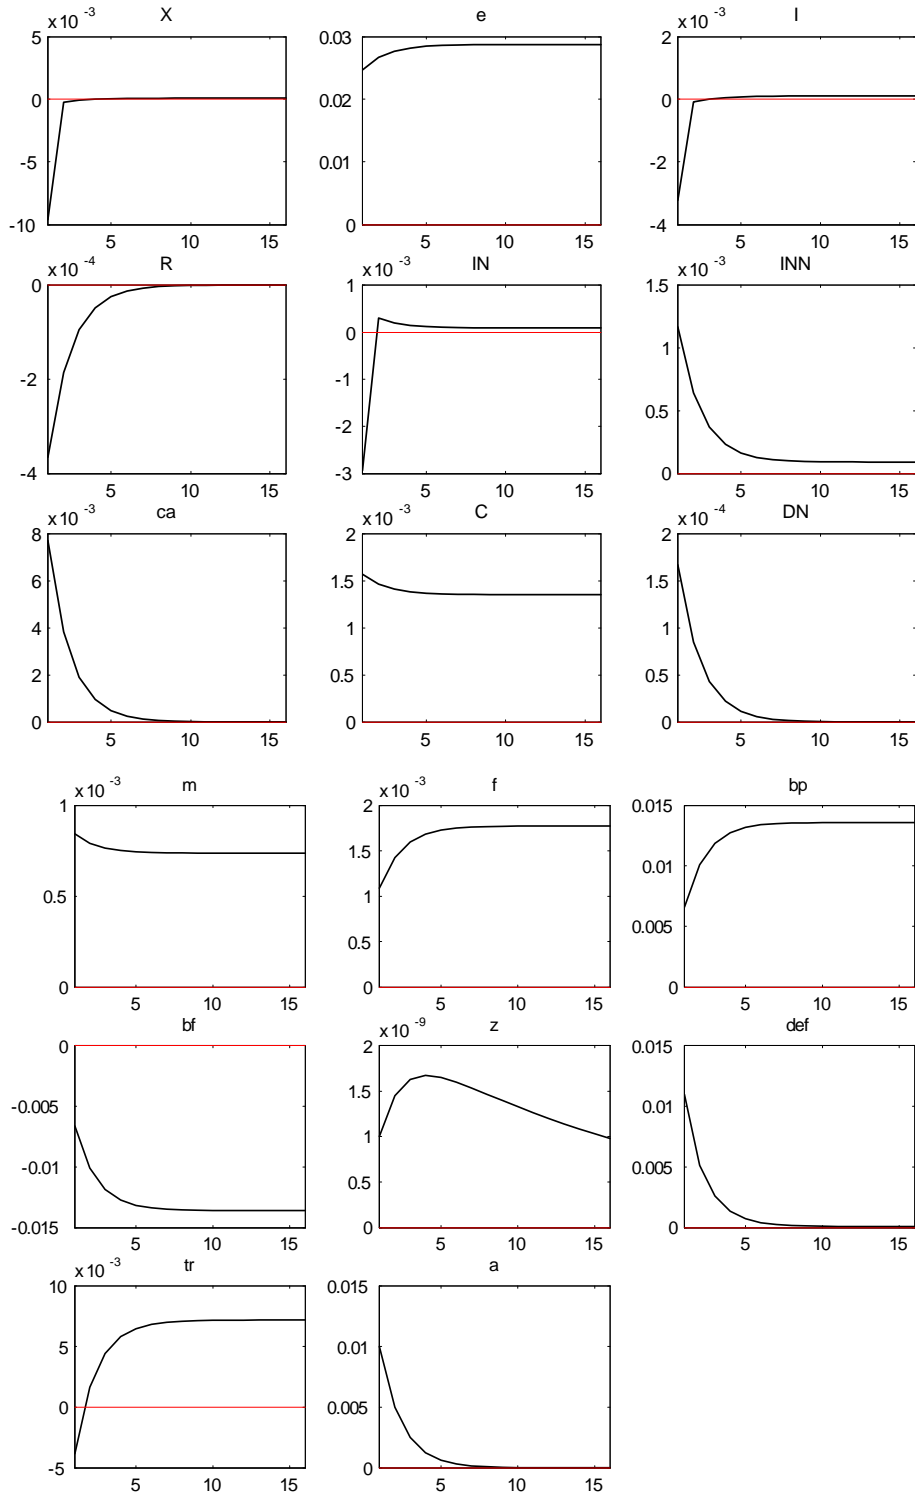 X e I
x 10 -3 x 10 -3
5 0.03 2
0 0.02 0
-5 0.01 -2
-10 0 -4
5 10 15 5 10 15 5 10 15
R IN INN
x 10 -4 x 10 -3 x 10 -3
0 1 1.5
0 1
-2 -1 0.5
-2
-4 -3 0
5 10 15 5 10 15 5 10 15
ca C DN
x 10 -3 x 10 -3 x 10 -4
8 2 2
6 1.5 1.5
4 1 1
2 0.5 0.5
0 0 0
5 10 15 5 10 15 5 10 15
m f bp
x 10 -3 x 10 -3
1 2 0.015
1.5 0.01
0.5 1
0.5 0.005
0 0 0
5 10 15 5 10 15 5 10 15
bf z def
x 10 -9
0 2 0.015
-0.005 1.5 0.01
-0.01 1 0.005
0.5
-0.015 0 0
5 10 15 5 10 15 5 10 15
tr a
x 10 -3
10 0.015
5 0.01
0 0.005
-5 0
5 10 15 5 10 15